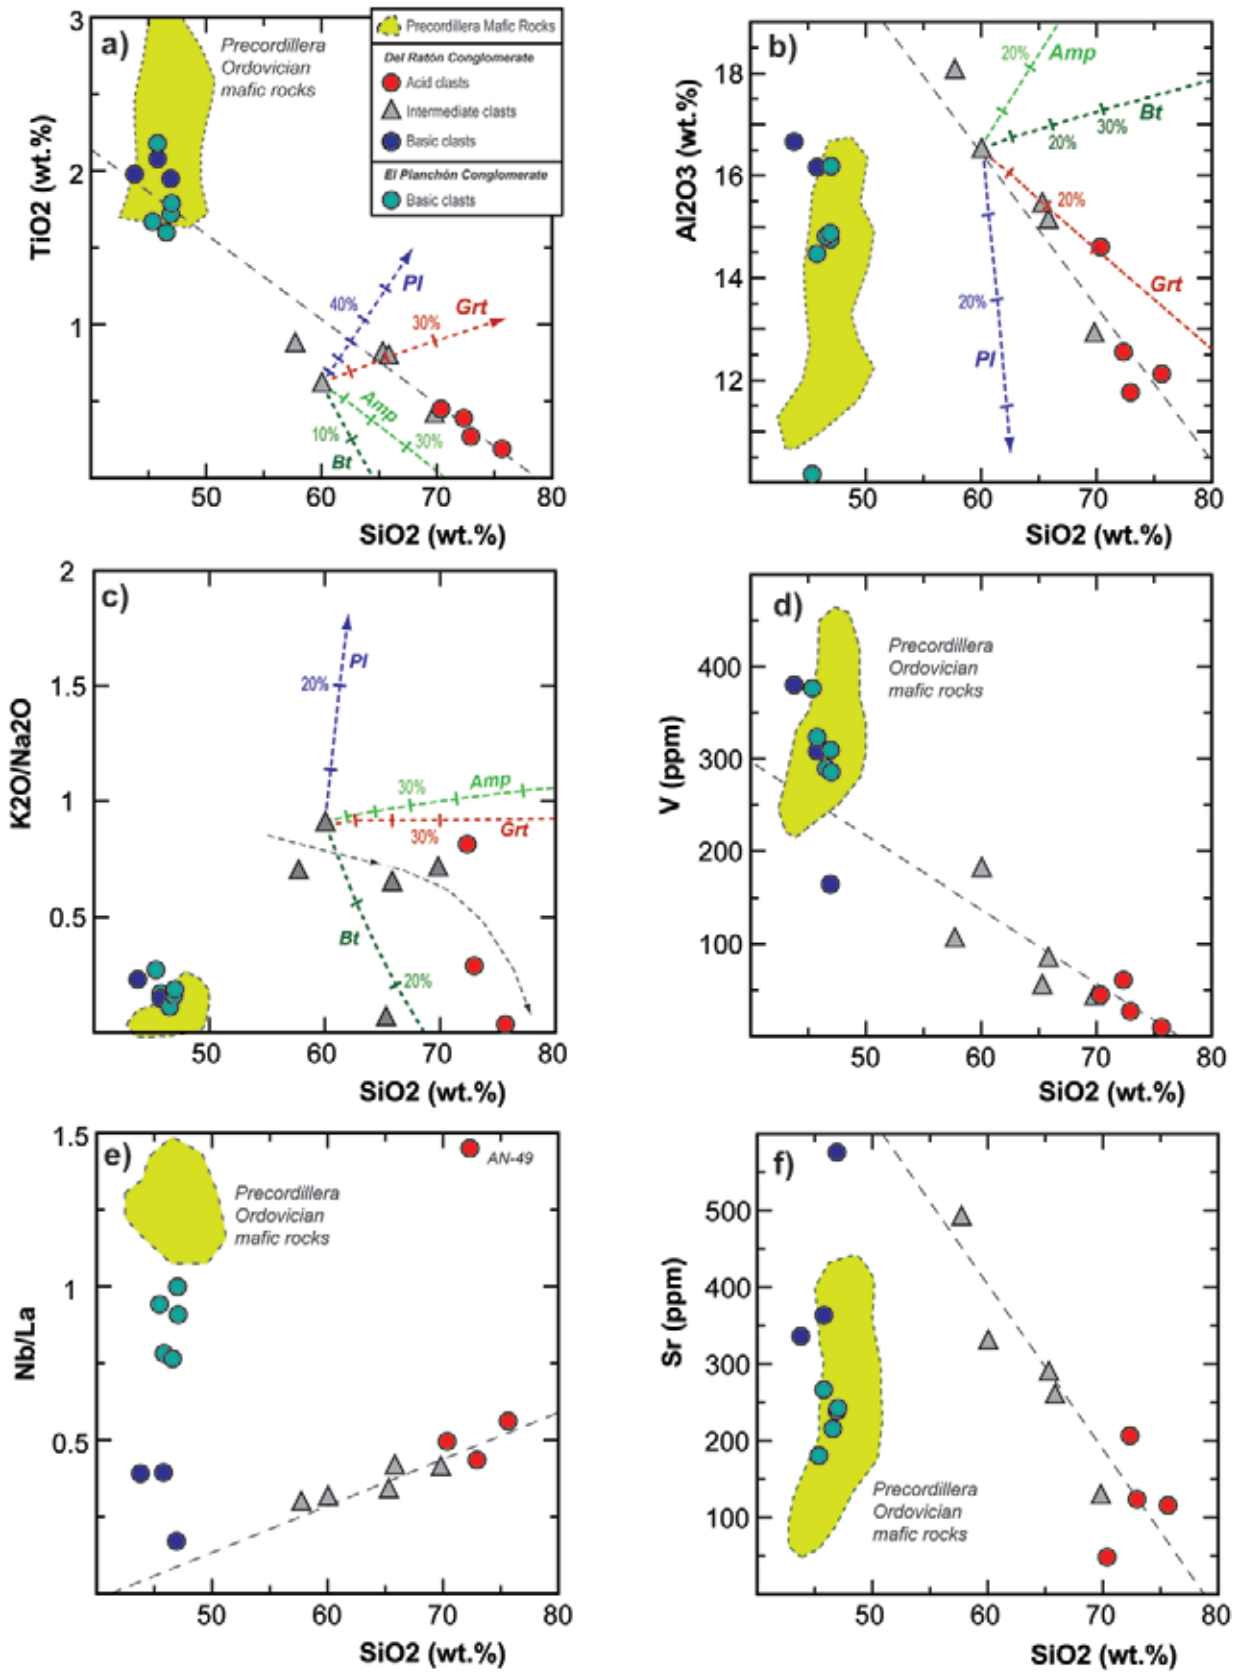 a)
3
2
1
TiO2 (wt.%)
50
60
70
80
SiO2 (wt.%)
Precordillera
Ordovician
mafic rocks
Precordillera Mafic Rocks
Del Ratón Conglomerate
Acid clasts
Intermediate clasts
Basic clasts
El Planchón Conglomerate
Basic clasts
Pl
40%
Grt
30%
Amp
30%
10%
Bt
b)
18
16
14
12
Al2O3 (wt.%)
50
60
70
80
SiO2 (wt.%)
20%
Amp
Bt
30%
20%
20%
Grt
20%
Pl
c)
2
1.5
1
0.5
K2O/Na2O
50
60
70
80
SiO2 (wt.%)
Pl
20%
30%
Amp
30%
Grt
Bt
20%
d)
400
300
200
100
V (ppm)
50
60
70
80
SiO2 (wt.%)
Precordillera
Ordovician
mafic rocks
e)
1.5
1
0.5
Nb/La
50
60
70
80
SiO2 (wt.%)
AN-49
Precordillera
Ordovician
mafic rocks
f)
500
400
300
200
100
Sr (ppm)
50
60
70
80
SiO2 (wt.%)
Precordillera
Ordovician
mafic rocks